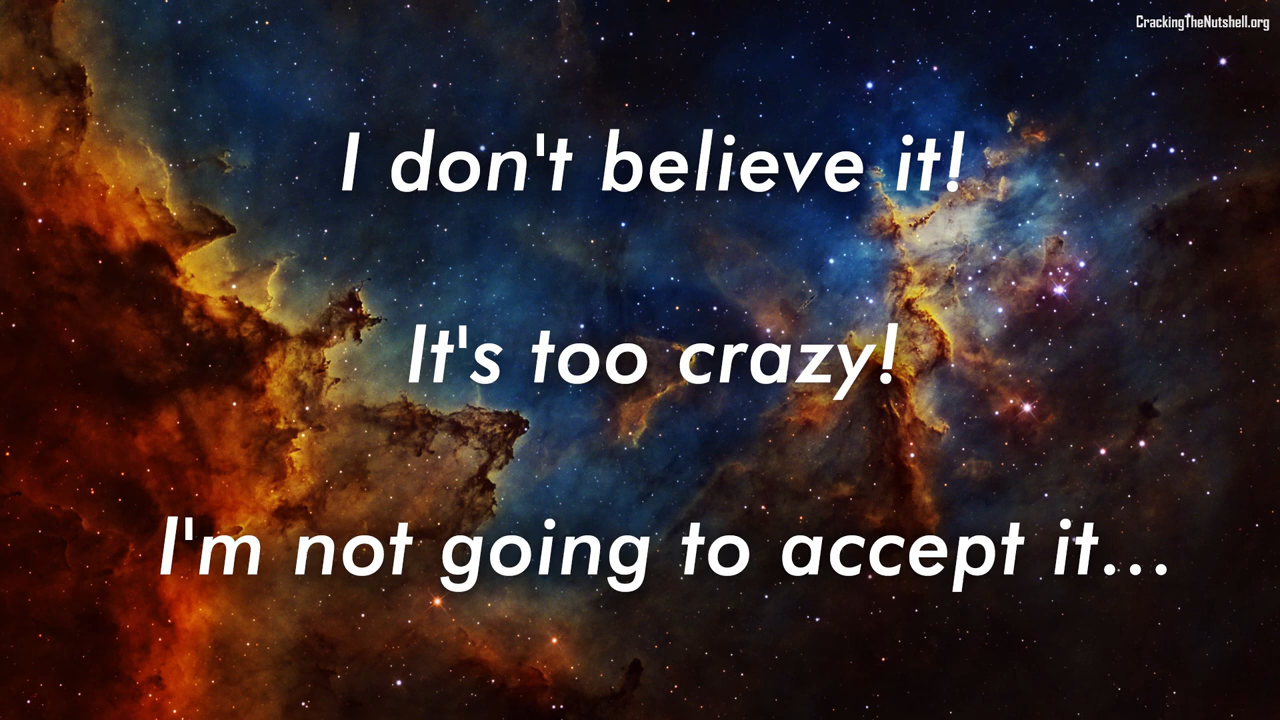 CrackingTheNutshell.org
I don't believe it!
It's too crazy!
I'm not going to accept it...